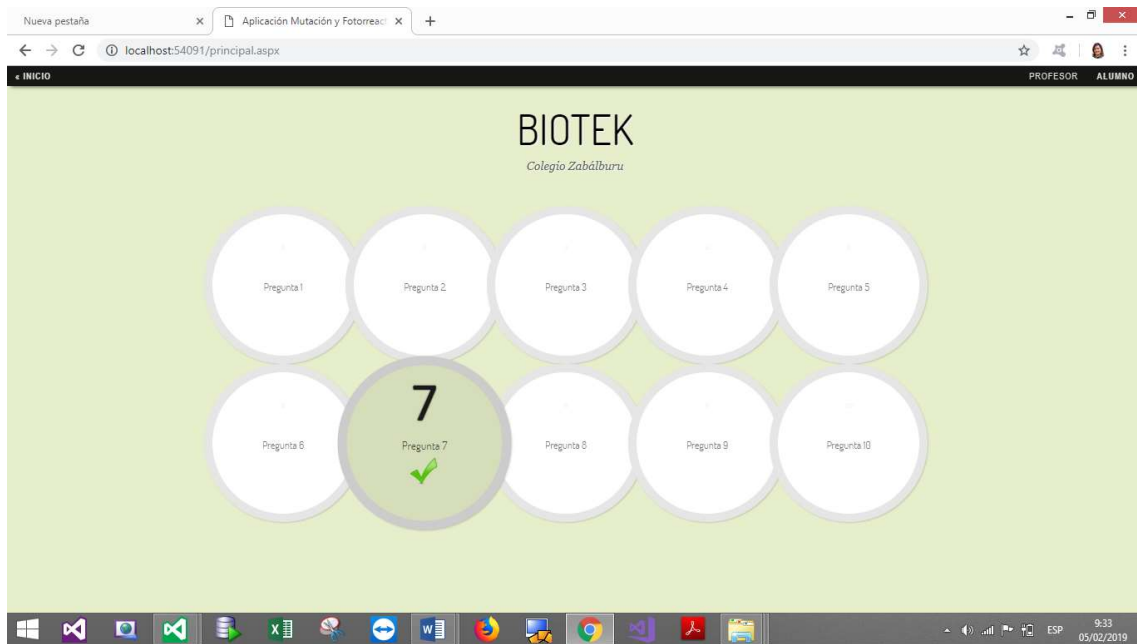 Nueva pestaña
Aplicación Mutación y Fotorreact
localhost:54091/principal.aspx
« INICIO
PROFESOR ALUMNO
BIOTEK
Colegio Zabálburu
Pregunta 1
Pregunta 2
Pregunta 3
Pregunta 4
Pregunta 5
Pregunta 6
7
Pregunta 7
Pregunta 8
Pregunta 9
Pregunta 10
ESP
9:33
05/02/2019